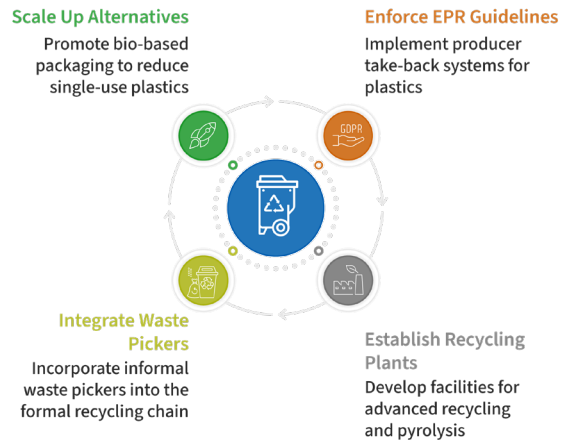 Scale Up Alternatives
Promote bio-based
packaging to reduce
single-use plastics
Enforce EPR Guidelines
Implement producer
take-back systems for
plastics
GDPR
Integrate Waste
Pickers
Incorporate informal
waste pickers into the
formal recycling chain
Establish Recycling
Plants
Develop facilities for
advanced recycling
and pyrolysis